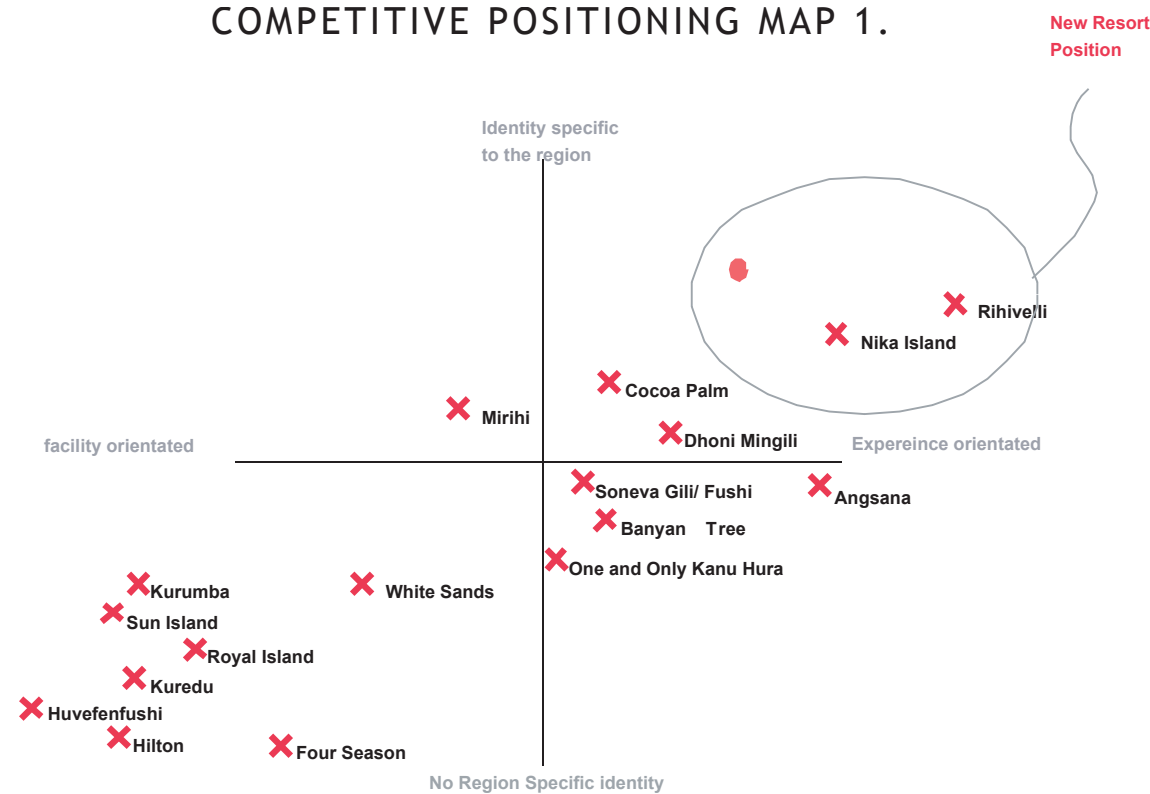 COMPETITIVE POSITIONING MAP 1.
New Resort
Position
Identity specific
to the region
Rihivelli
Nika Island
Cocoa Palm
Mirihi
Dhoni Mingili
facility orientated
Expereince orientated
Soneva Gili/ Fushi
Angsana
Banyan Tree
One and Only Kanu Hura
Kurumba
White Sands
Sun Island
Royal Island
Kuredu
Huvefenfushi
Hilton
Four Season
No Region Specific identity